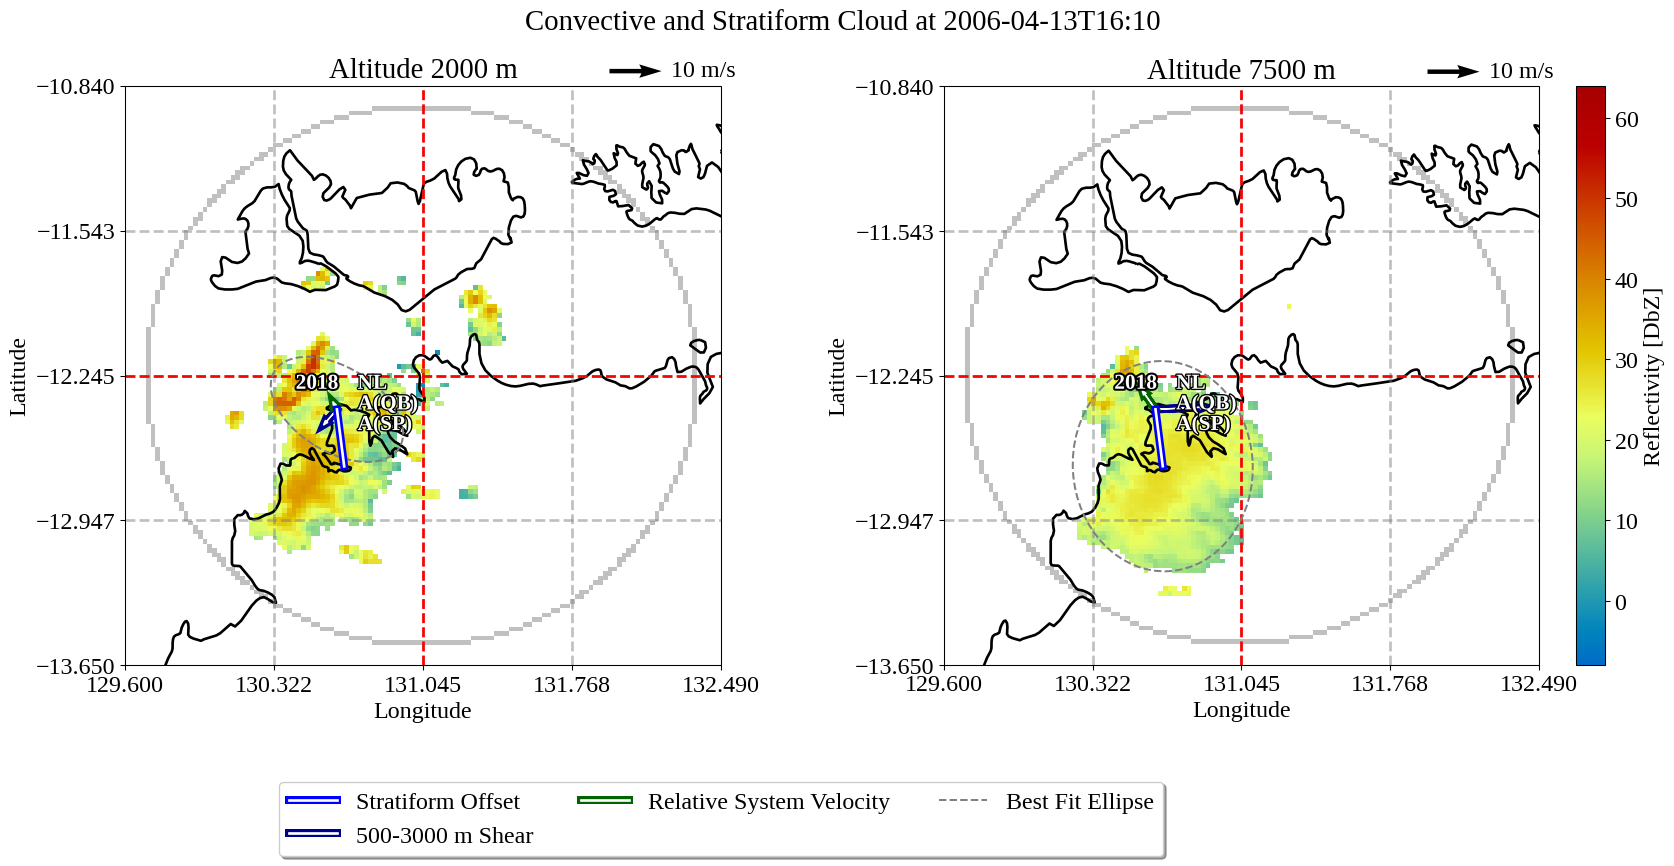 Convective and Stratiform Cloud at 2006-04-13T16:10
Altitude 2000 m
10 m/s
−10.840
−11.543
−12.245
−12.947
−13.650
Latitude
129.600
130.322
131.045
131.768
132.490
Longitude
2018
NL
A(QB)
A(SP)
Altitude 7500 m
10 m/s
−10.840
−11.543
−12.245
−12.947
−13.650
Latitude
129.600
130.322
131.045
131.768
132.490
Longitude
2018
NL
A(QB)
A(SP)
60
50
40
30
20
10
0
Reflectivity [DbZ]
Stratiform Offset
500-3000 m Shear
Relative System Velocity
Best Fit Ellipse